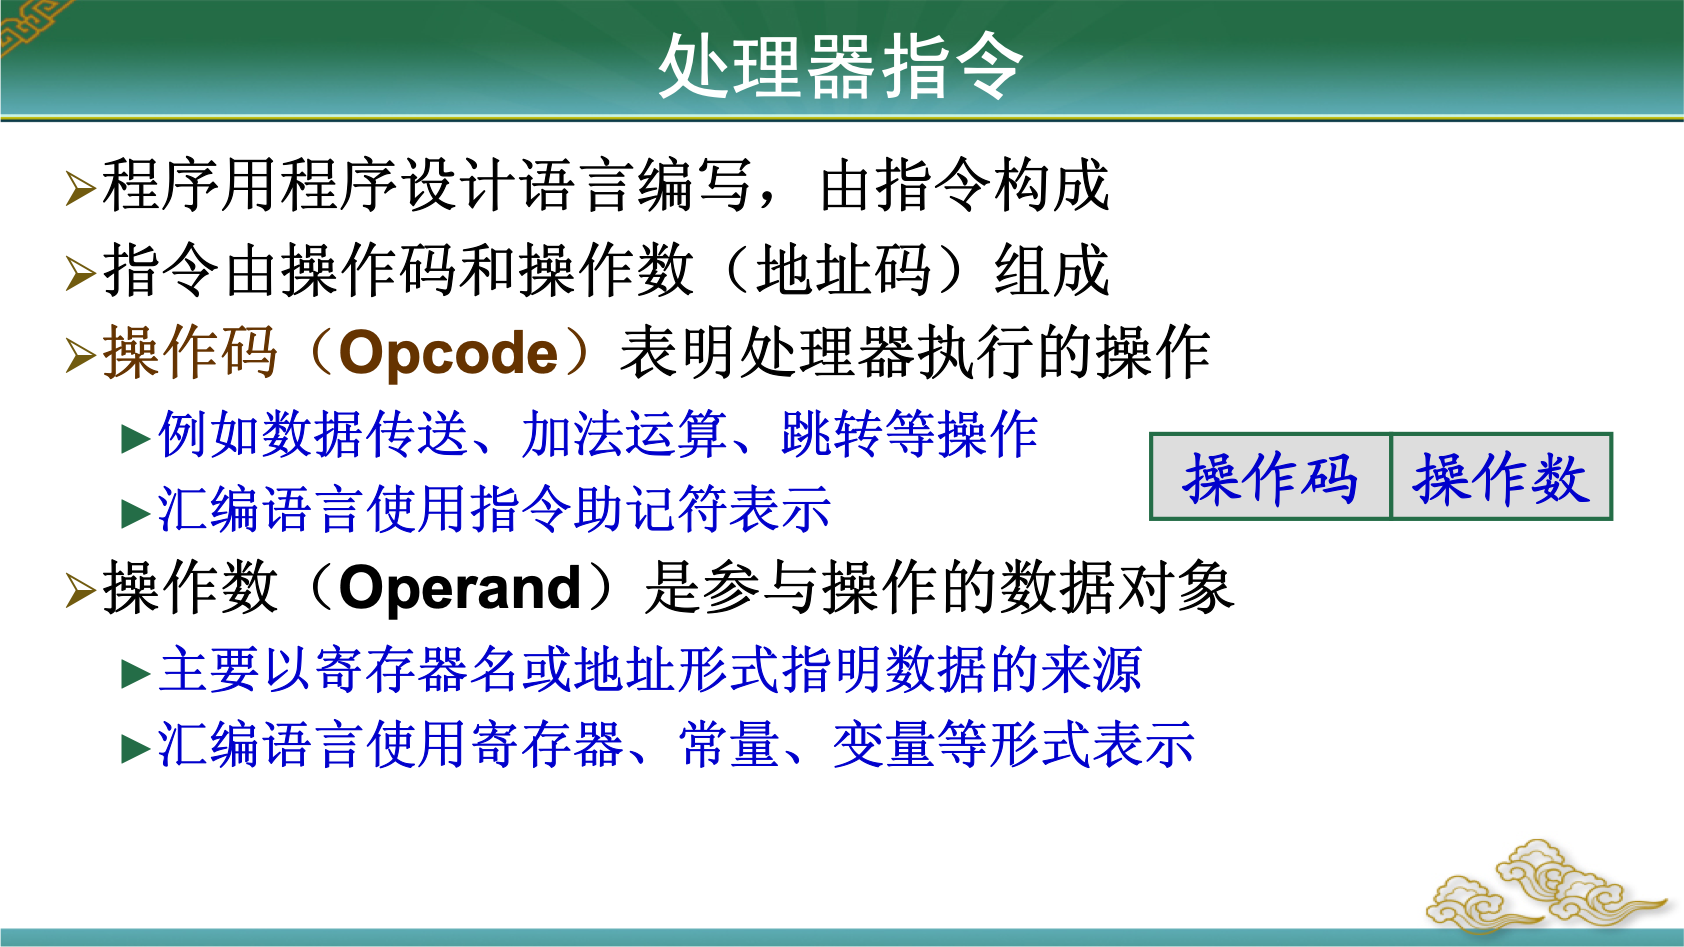 处理器指令
➢程序用程序设计语言编写，由指令构成
➢指令由操作码和操作数（地址码）组成
➢操作码（Opcode）表明处理器执行的操作
►例如数据传送、加法运算、跳转等操作
►汇编语言使用指令助记符表示
操作码 操作数
➢操作数（Operand）是参与操作的数据对象
►主要以寄存器名或地址形式指明数据的来源
►汇编语言使用寄存器、常量、变量等形式表示